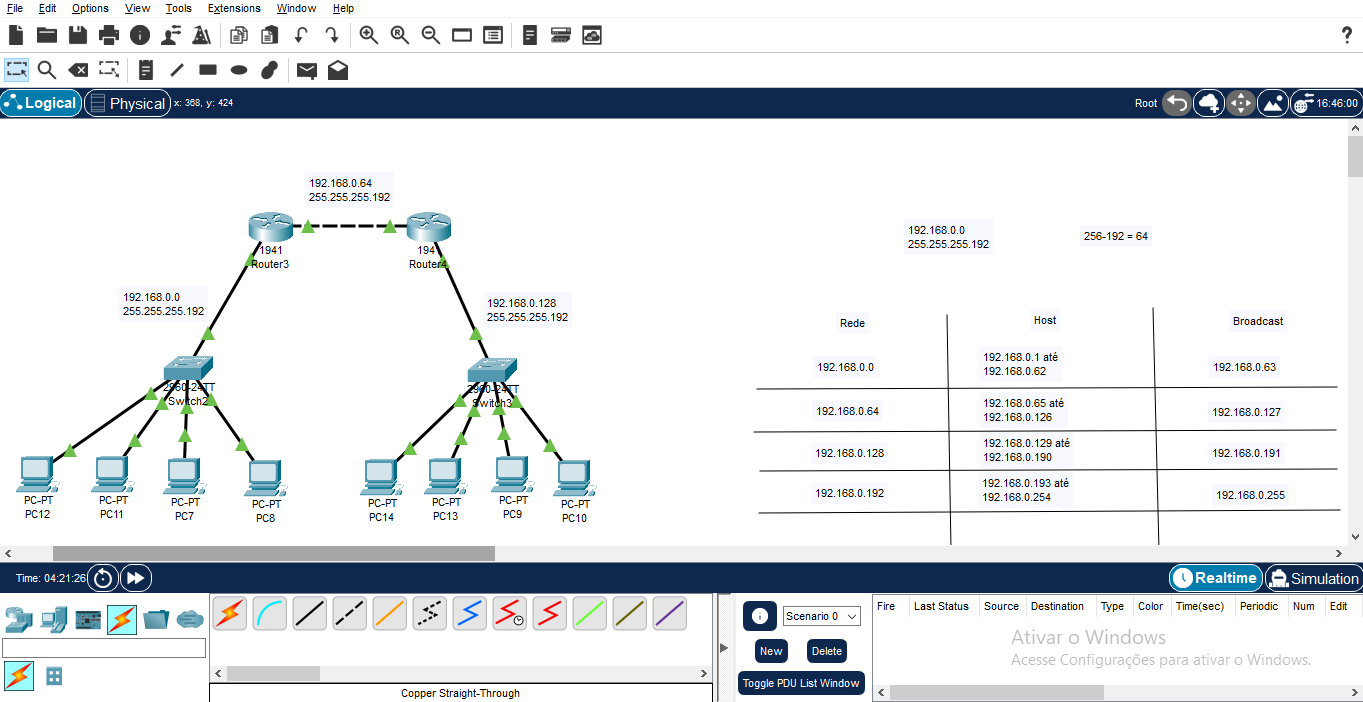 File Edit Options View Tools Extensions Window Help
?
Logical Physical x: 368, y: 424 Root 16:46:00
192.168.0.64
255.255.255.192
1941
Router3
194
Router4
192.168.0.0
255.255.255.192
192.168.0.128
255.255.255.192
2960-24TT
Switch2
2960-24TT
Switch3
PC-PT
PC12
PC-PT
PC11
PC-PT
PC7
PC-PT
PC8
PC-PT
PC14
PC-PT
PC13
PC-PT
PC9
PC-PT
PC10
192.168.0.0
255.255.255.192
256-192 = 64
Rede Host Broadcast
192.168.0.0
192.168.0.1 até
192.168.0.62
192.168.0.63
192.168.0.64
192.168.0.65 até
192.168.0.126
192.168.0.127
192.168.0.128
192.168.0.129 até
192.168.0.190
192.168.0.191
192.168.0.192
192.168.0.193 até
192.168.0.254
192.168.0.255
Time: 04:21:26 Realtime Simulation
Copper Straight-Through
Scenario 0
New Delete
Toggle PDU List Window
Fire Last Status Source Destination Type Color Time(sec) Periodic Num Edit
Ativar o Windows
Acesse Configurações para ativar o Windows.